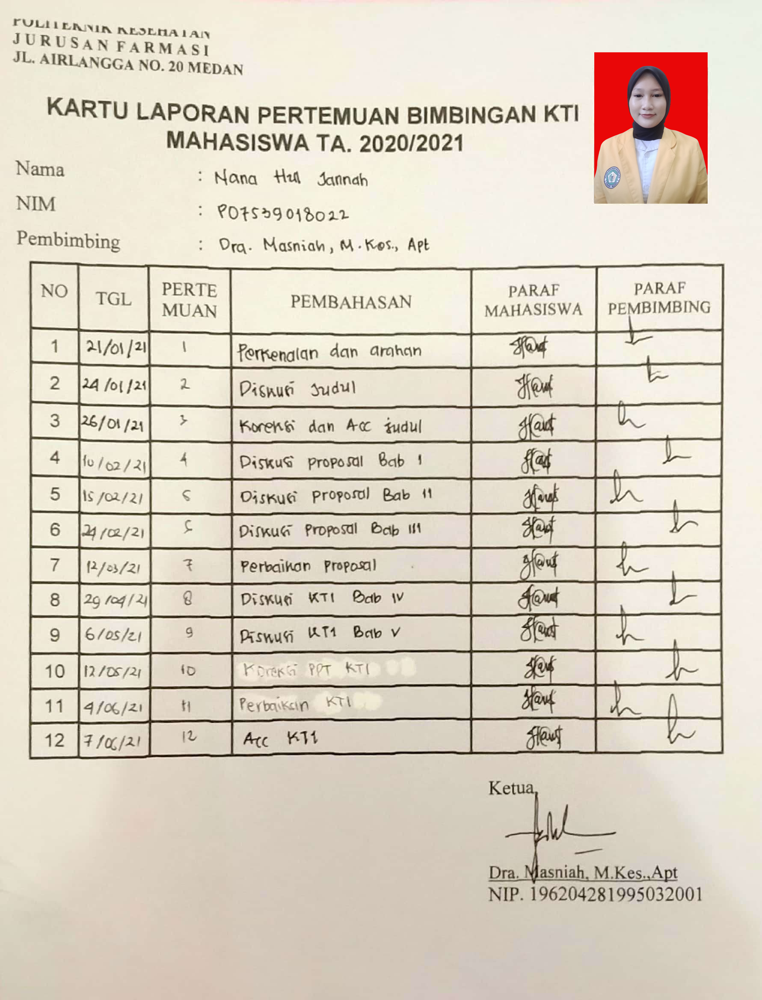 POLITEKNIK KESEHATAN
JURUSAN FARMASI
JL. AIRLANGGA NO. 20 MEDAN
KARTU LAPORAN PERTEMUAN BIMBINGAN KTI
MAHASISWA TA. 2020/2021
Nama : Nana Jannah
NIM : P07539018022
Pembimbing : Dra. Masniah, M.Kes., Apt
NO TGL PERTE MUAN PEMBAHASAN PARAF MAHASISWA PARAF PEMBIMBING
1 21/01/21 1 Perkenalan dan arahan
2 24/01/21 2 Diskusi Judul
3 26/01/21 3 Koreksi dan Acc judul
4 10/02/21 4 Diskusi proposal Bab I
5 15/02/21 5 Diskusi proposal Bab II
6 24/02/21 Diskusi Proposal Bab III
7 12/03/21 7 Perbaikan Proposal
8 29/04/21 8 Diskusi KTI Bab IV
9 6/05/21 9 Diskusi KTI Bab V
10 12/05/21 10 Koreksi PPT KTI
11 4/06/21 11 Perbaikan KTI
12 7/06/21 12 Acc KTI
Ketua,
Dra. Masniah, M.Kes.,Apt
NIP. 196204281995032001